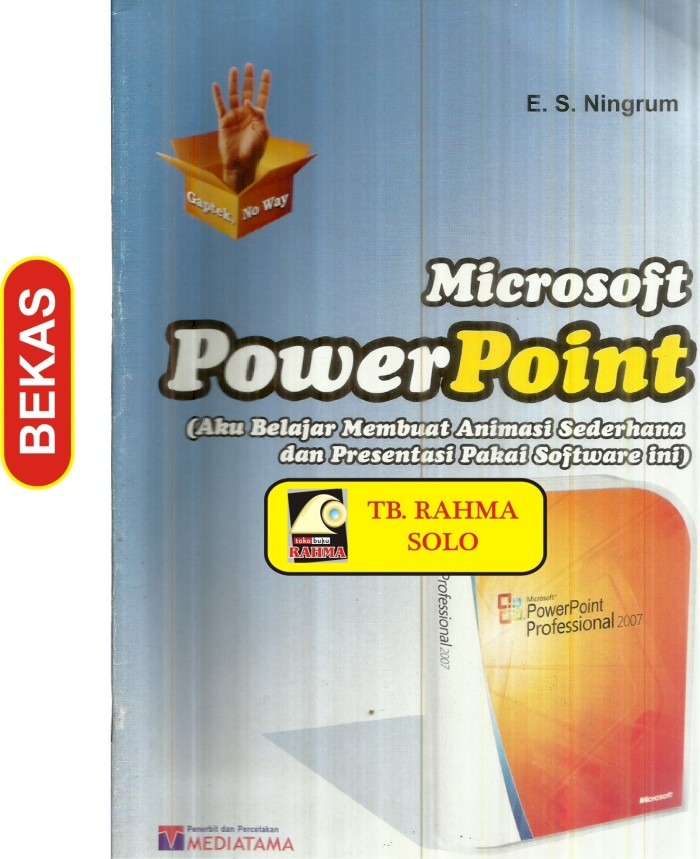 BEKAS
E. S. Ningrum
Gaptek, No Way
Microsoft
PowerPoint
(Aku Belajar Membuat Animasi Sederhana
dan Presentasi Pakai Software ini)
toko buku
RAHMA
TB. RAHMA
SOLO
Professional 2007
Microsoft
PowerPoint
Professional 2007
Microsoft
Penerbit dan Percetakan
MEDIATAMA